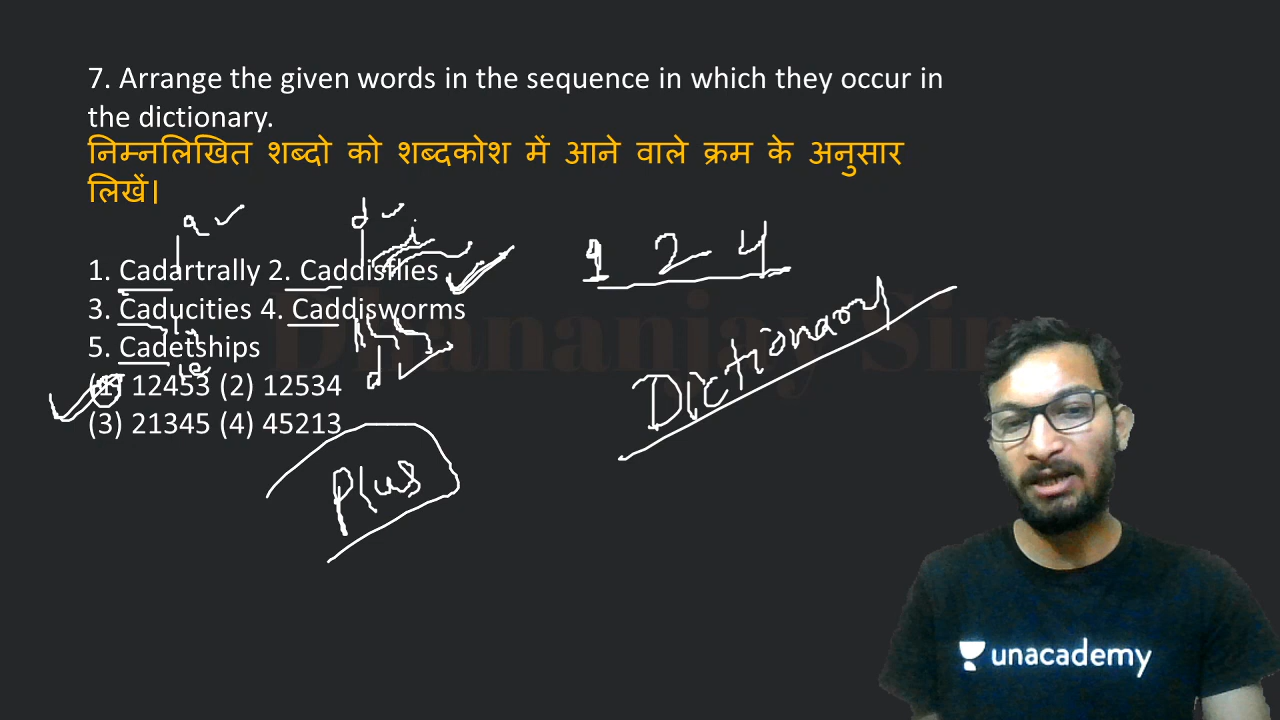 7. Arrange the given words in the sequence in which they occur in
the dictionary.
निम्नलिखित शब्दो को शब्दकोश में आने वाले क्रम के अनुसार
लिखें।
a d i
1. Cadartrally 2. Caddisflies
1 2 4
3. Caducities 4. Caddisworms
5. Cadetships
d
(1) 12453 (2) 12534
(3) 21345 (4) 45213
Dictionary
Plus
unacademy